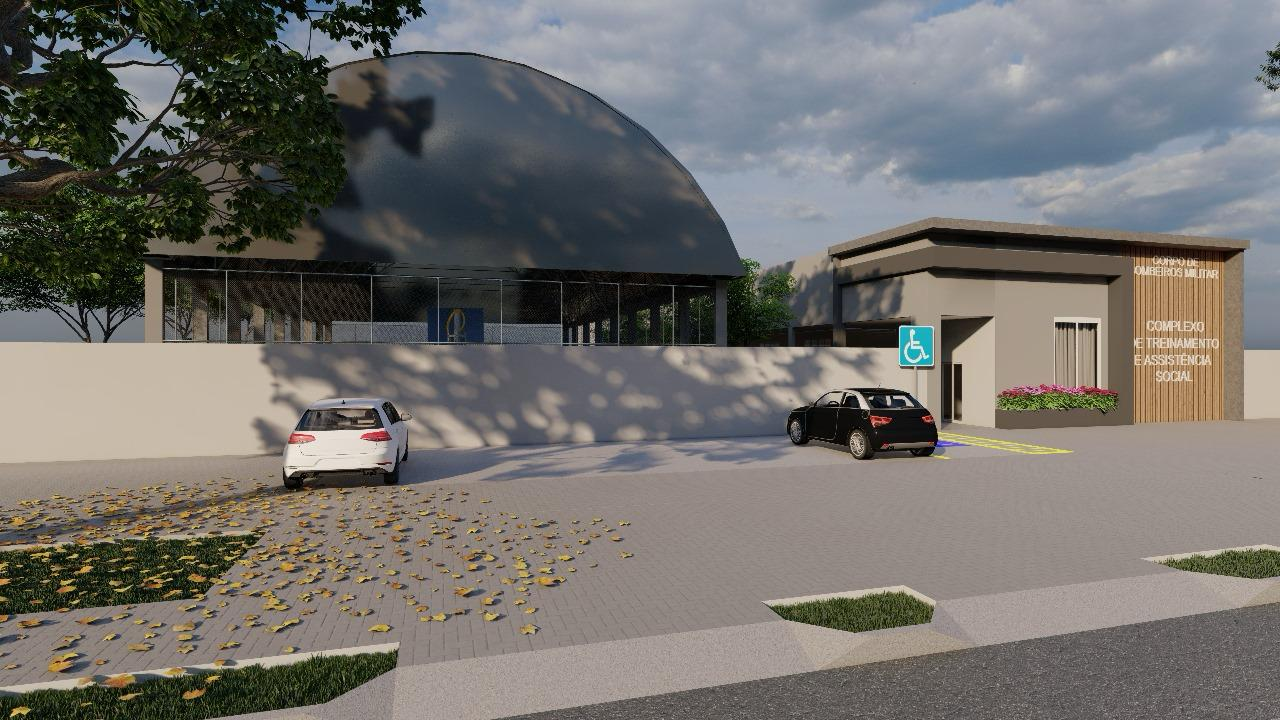 CORPO DE
OMBEIROS MILITAR
COMPLEXO
E TREINAMENTO
E ASSISTÊNCIA
SOCIAL